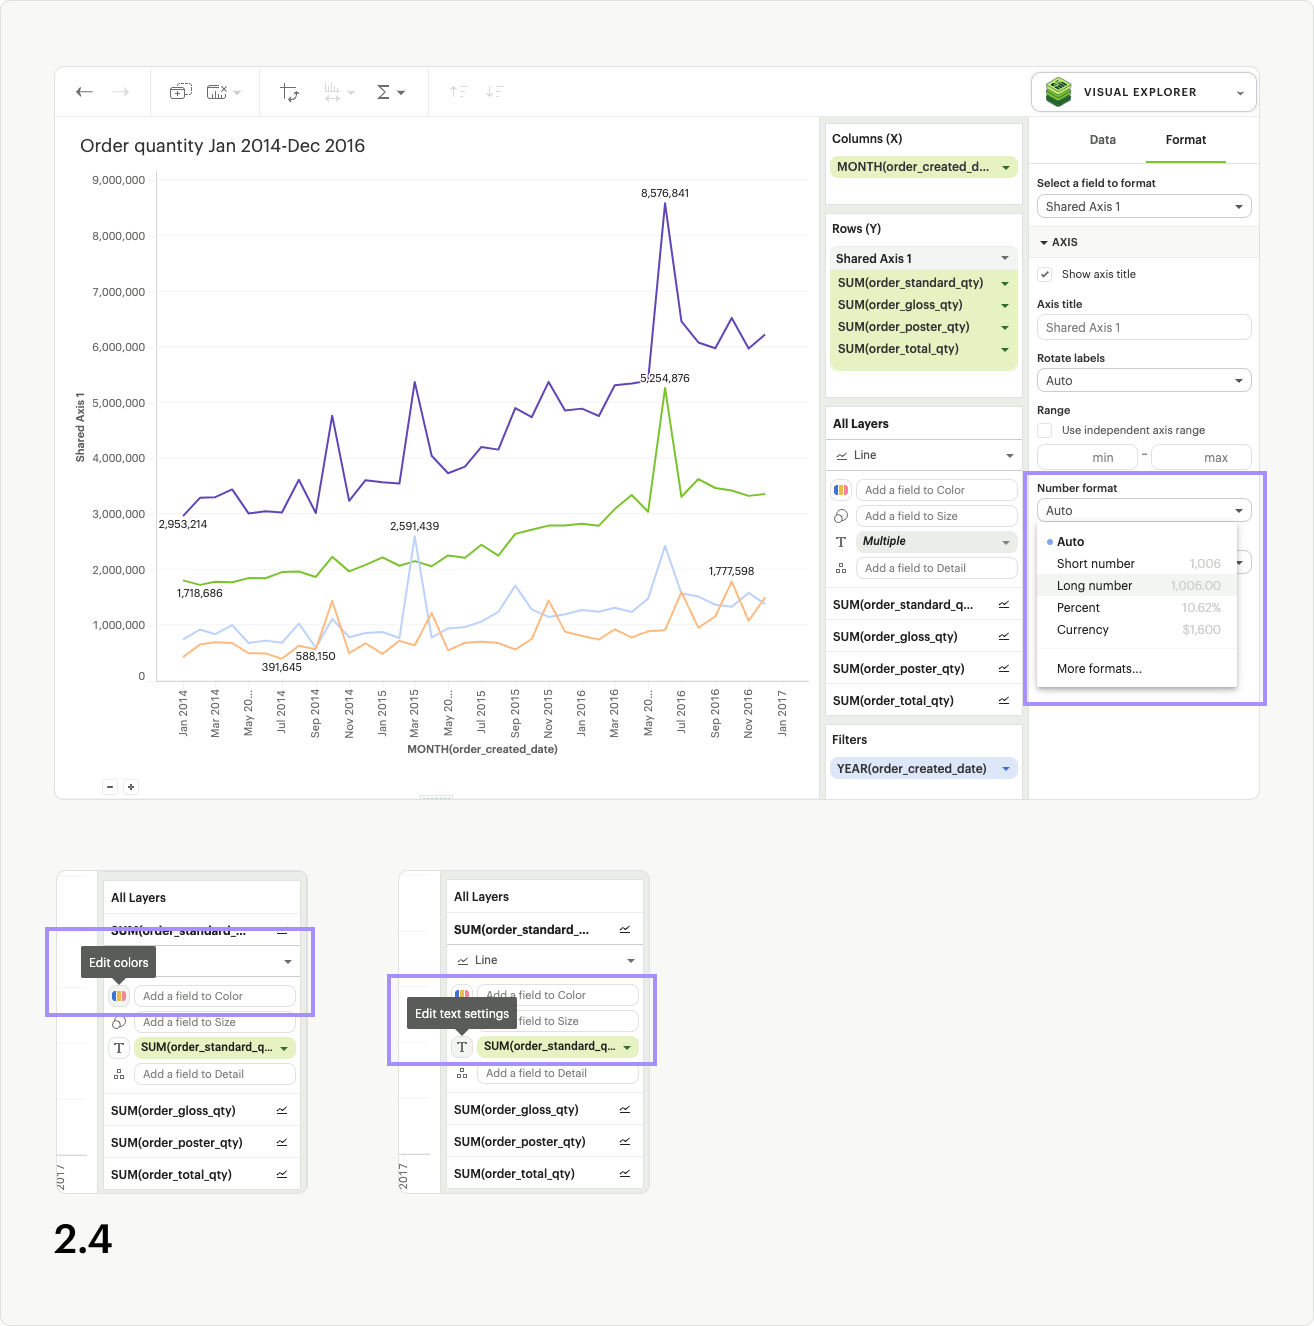 VISUAL EXPLORER
Order quantity Jan 2014-Dec 2016
9,000,000
8,000,000
7,000,000
6,000,000
5,000,000
4,000,000
3,000,000
2,000,000
1,000,000
0
Shared Axis 1
8,576,841
5,254,876
2,953,214
2,591,439
1,777,598
1,718,686
588,150
391,645
Jan 2014
Mar 2014
May 20...
Jul 2014
Sep 2014
Nov 2014
Jan 2015
Mar 2015
May 20...
Jul 2015
Sep 2015
Nov 2015
Jan 2016
Mar 2016
May 20...
Jul 2016
Sep 2016
Nov 2016
Jan 2017
MONTH(order_created_date)
Columns (X)
MONTH(order_created_d...
Rows (Y)
Shared Axis 1
SUM(order_standard_qty)
SUM(order_gloss_qty)
SUM(order_poster_qty)
SUM(order_total_qty)
All Layers
Line
Add a field to Color
Add a field to Size
T Multiple
Add a field to Detail
SUM(order_standard_q...
SUM(order_gloss_qty)
SUM(order_poster_qty)
SUM(order_total_qty)
Filters
YEAR(order_created_date)
Data Format
Select a field to format
Shared Axis 1
AXIS
Show axis title
Axis title
Shared Axis 1
Rotate labels
Auto
Range
Use independent axis range
min - max
Number format
Auto
Auto
Short number 1,006
Long number 1,006.00
Percent 10.62%
Currency $1,600
More formats...
All Layers
SUM(order_standard_...
Edit colors
Add a field to Color
Add a field to Size
T SUM(order_standard_q...
Add a field to Detail
SUM(order_gloss_qty)
SUM(order_poster_qty)
SUM(order_total_qty)
2017
All Layers
SUM(order_standard_...
Line
Add a field to Color
Edit text settings
field to Size
T SUM(order_standard_q...
Add a field to Detail
SUM(order_gloss_qty)
SUM(order_poster_qty)
SUM(order_total_qty)
2017
2.4